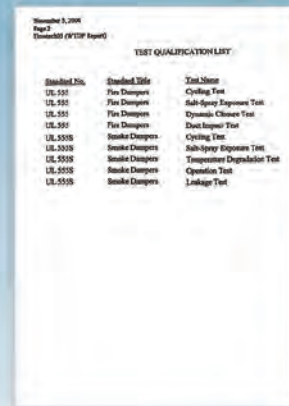 November 3, 2004
Page 2
(WTDP Report)
TEST QUALIFICATION LIST
Standard No. Standard Title Test Name
UL 555 Fire Dampers Cycling Test
UL 555 Fire Dampers Salt-Spray Exposure Test
UL 555 Fire Dampers Dynamic Closure Test
UL 555 Fire Dampers Dust Impact Test
UL 555S Smoke Dampers Cycling Test
UL 555S Smoke Dampers Salt-Spray Exposure Test
UL 555S Smoke Dampers Temperature Degradation Test
UL 555S Smoke Dampers Operation Test
UL 555S Smoke Dampers Leakage Test